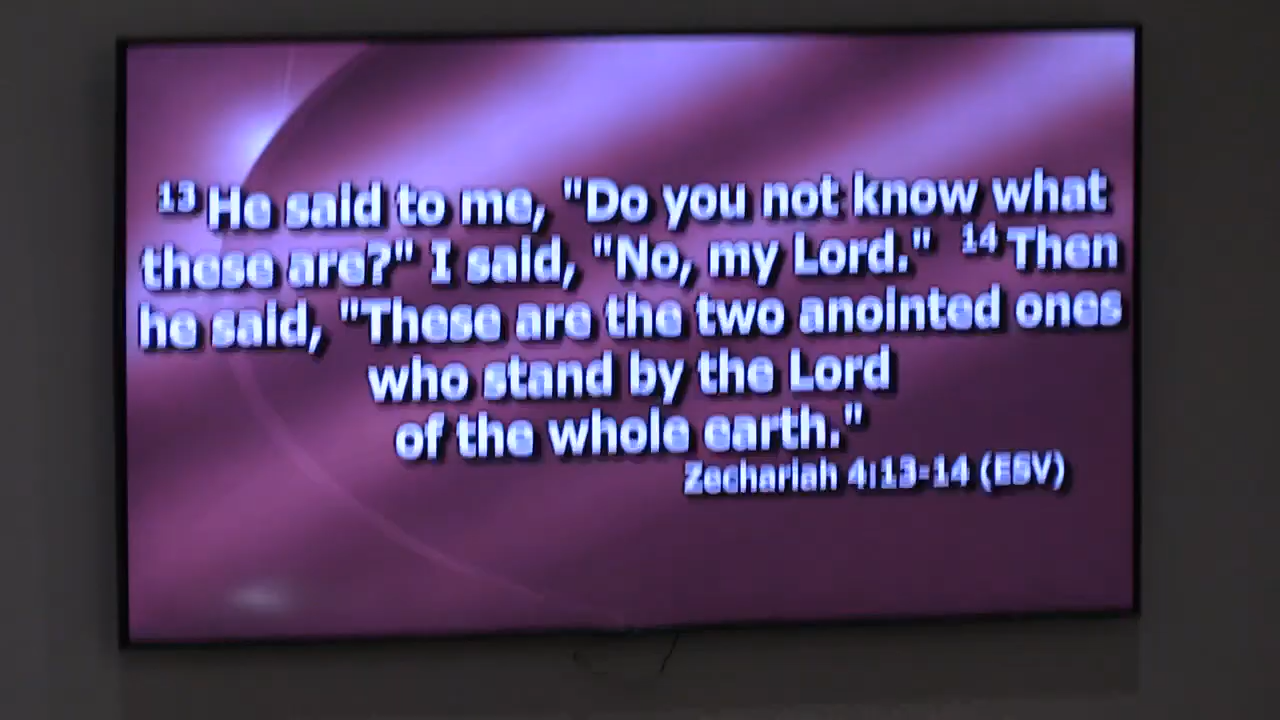 13 He said to me, "Do you not know what
these are?" I said, "No, my Lord." 14 Then
he said, "These are the two anointed ones
who stand by the Lord
of the whole earth."
Zechariah 4:13-14 (ESV)